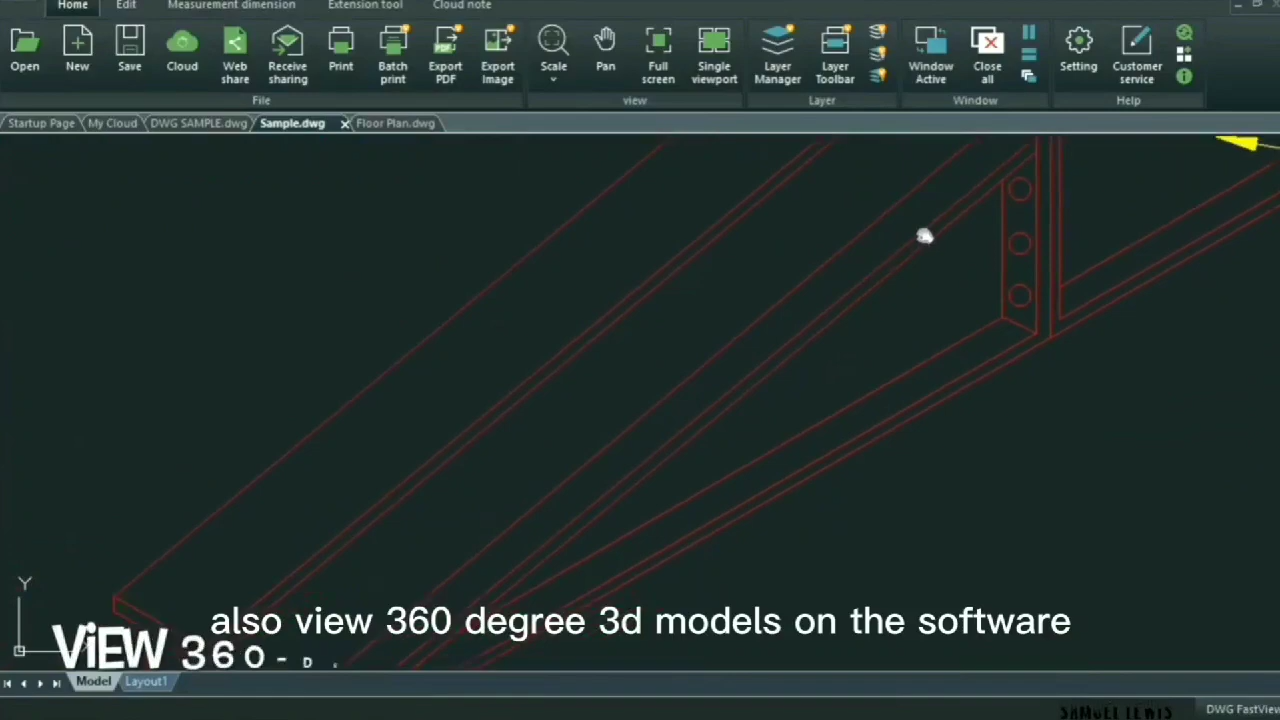 Home Edit Measurement dimension Extension tool Cloud note
Open New Save Cloud Web share Receive sharing Print Batch print Export PDF Export Image Scale Pan Full screen Single viewport Layer Manager Layer Toolbar Window Active Close all Setting Customer service
File view Layer Window Help
Startup Page My Cloud DWG SAMPLE.dwg Sample.dwg Floor Plan.dwg
Y
also view 360 degree 3d models on the software
ViEW 360-D
Model Layout1
DWG FastView